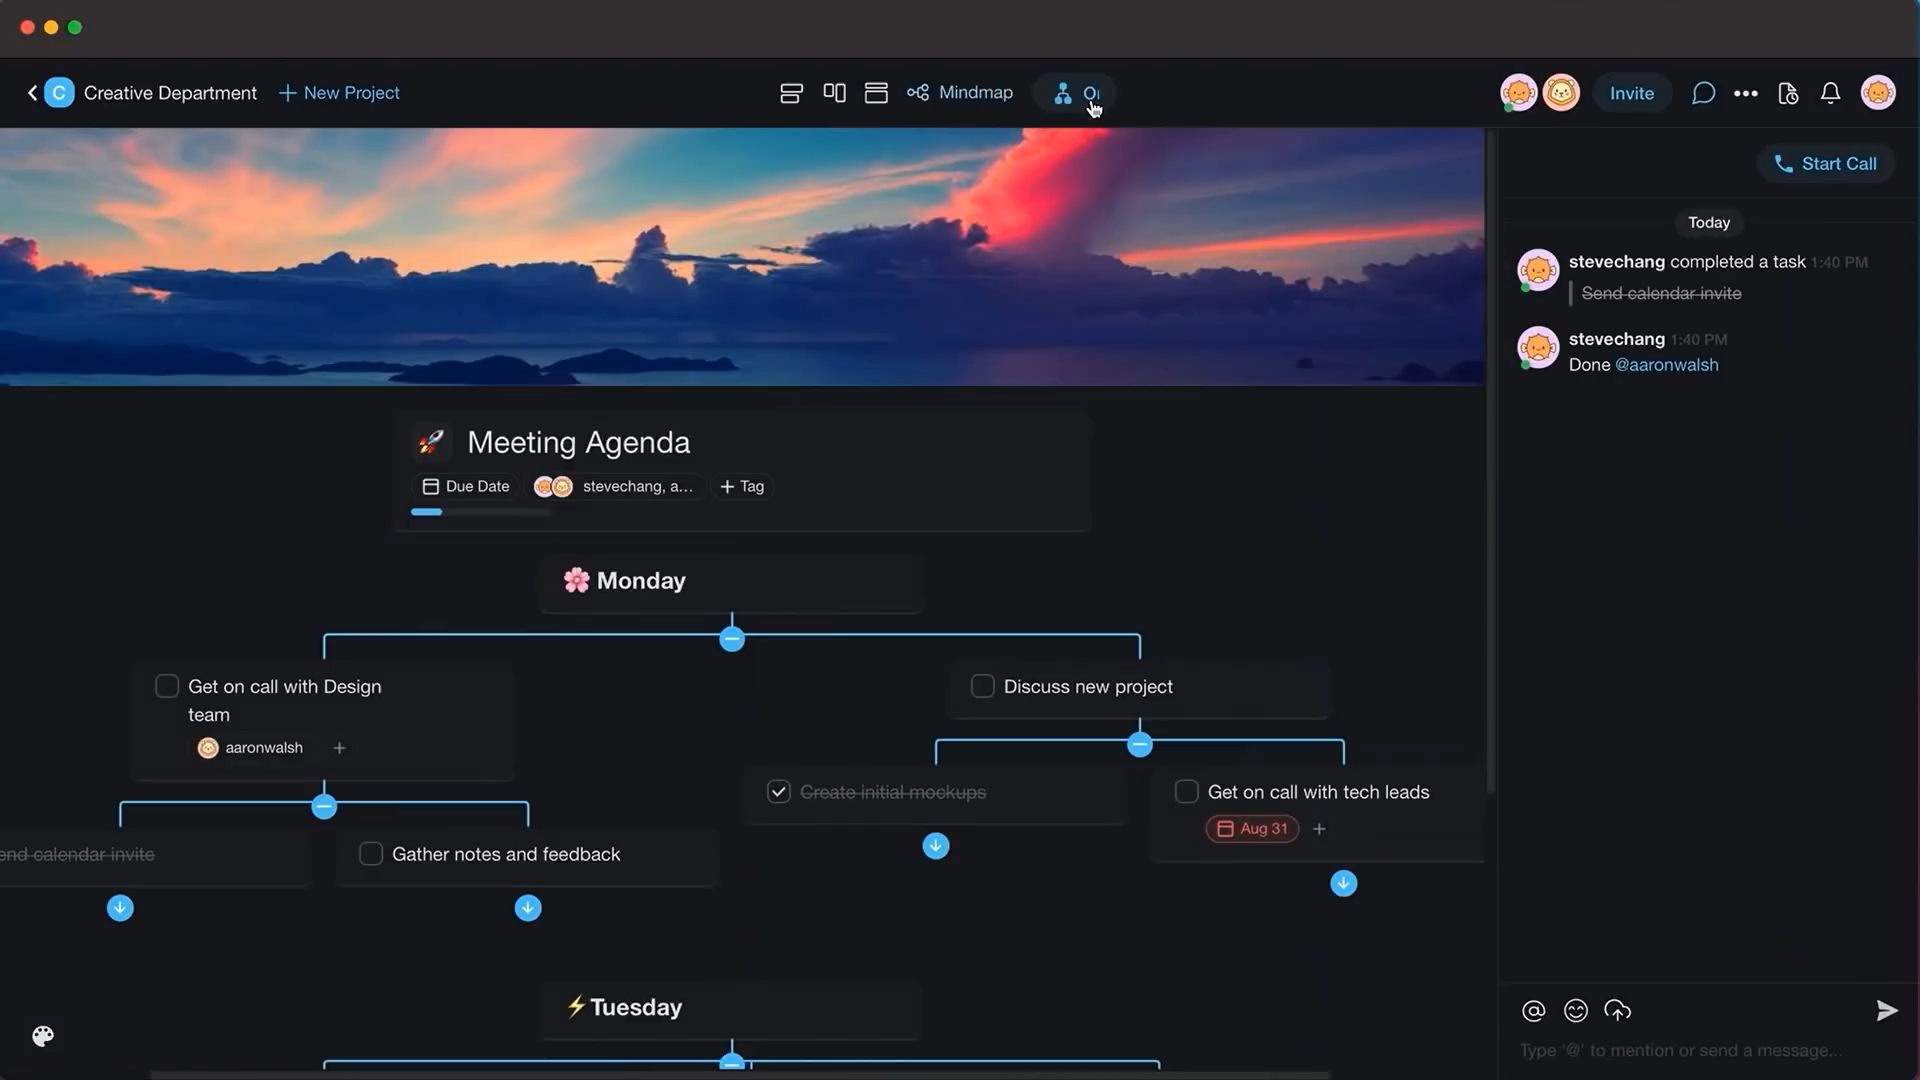 C Creative Department + New Project
Mindmap
Invite
Start Call
Today
stevechang completed a task 1:40 PM
Send calendar invite
stevechang 1:40 PM
Done @aaronwalsh
Meeting Agenda
Due Date stevechang, a... + Tag
Monday
Get on call with Design
team
aaronwalsh +
Discuss new project
Create initial mockups
Get on call with tech leads
Aug 31 +
end calendar invite
Gather notes and feedback
Tuesday
Type '@' to mention or send a message...